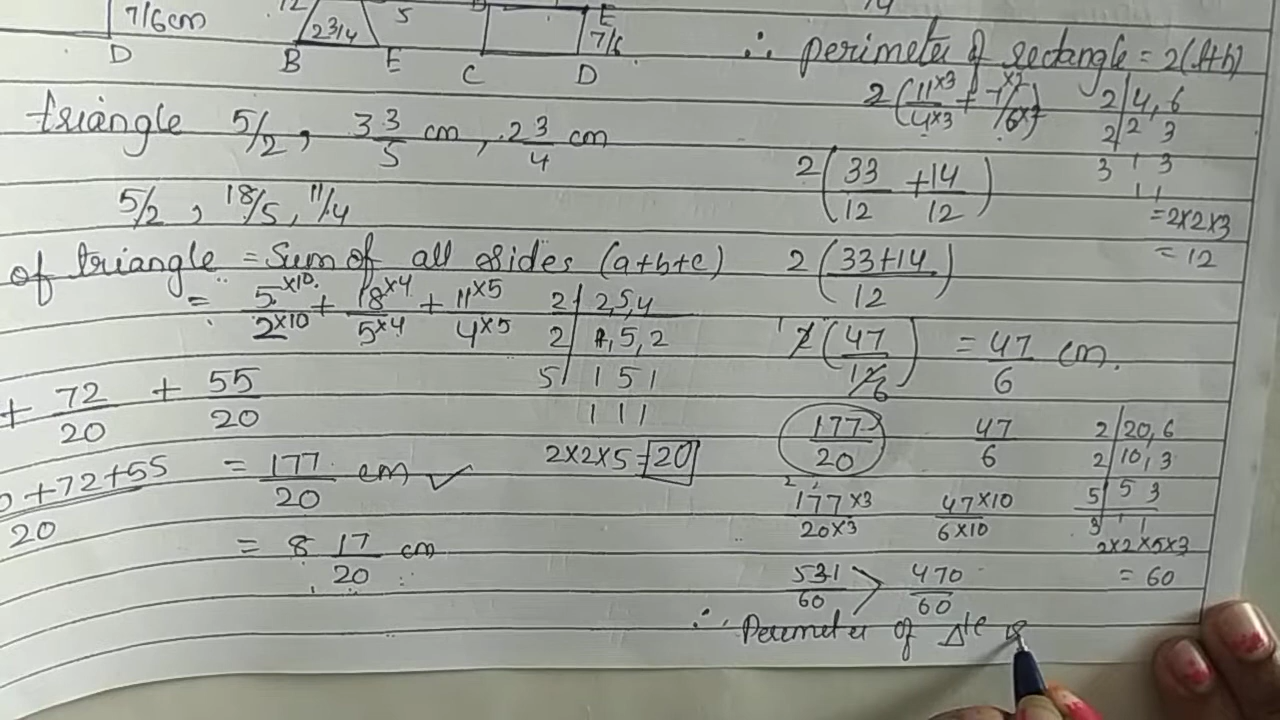 7/6cm
2 3/4
5
E
7/6
D
B
E
C
D
triangle 5/2, 3 3/5 cm, 2 3/4 cm
5/2, 18/5, 11/4
of triangle = Sum of all sides (a+b+c)
= 5×10/2×10 + 18×4/5×4 + 11×5/4×5
2 | 2,5,4
2 | 1,5,2
5 | 1 5 1
1 1 1
+ 72/20 + 55/20
2×2×5=20
+72+55/20 = 177/20 cm ✓
= 8 17/20 cm
∴ perimeter of rectangle = 2(l+b)
2(11×3/4×3 + 7×2/6×2)
2 | 4, 6
2 | 2 3
3 1 3
1 1
= 2×2×3
= 12
2(33/12 + 14/12)
2(33+14/12)
2(47/12) = 47/6 cm.
1
6
177/20 47/6
2 | 20, 6
2 | 10, 3
5 | 5 3
3 1 1
2×2×5×3
= 60
177×3/20×3 47×10/6×10
531/60 > 470/60
∴ Perimeter of Δle is